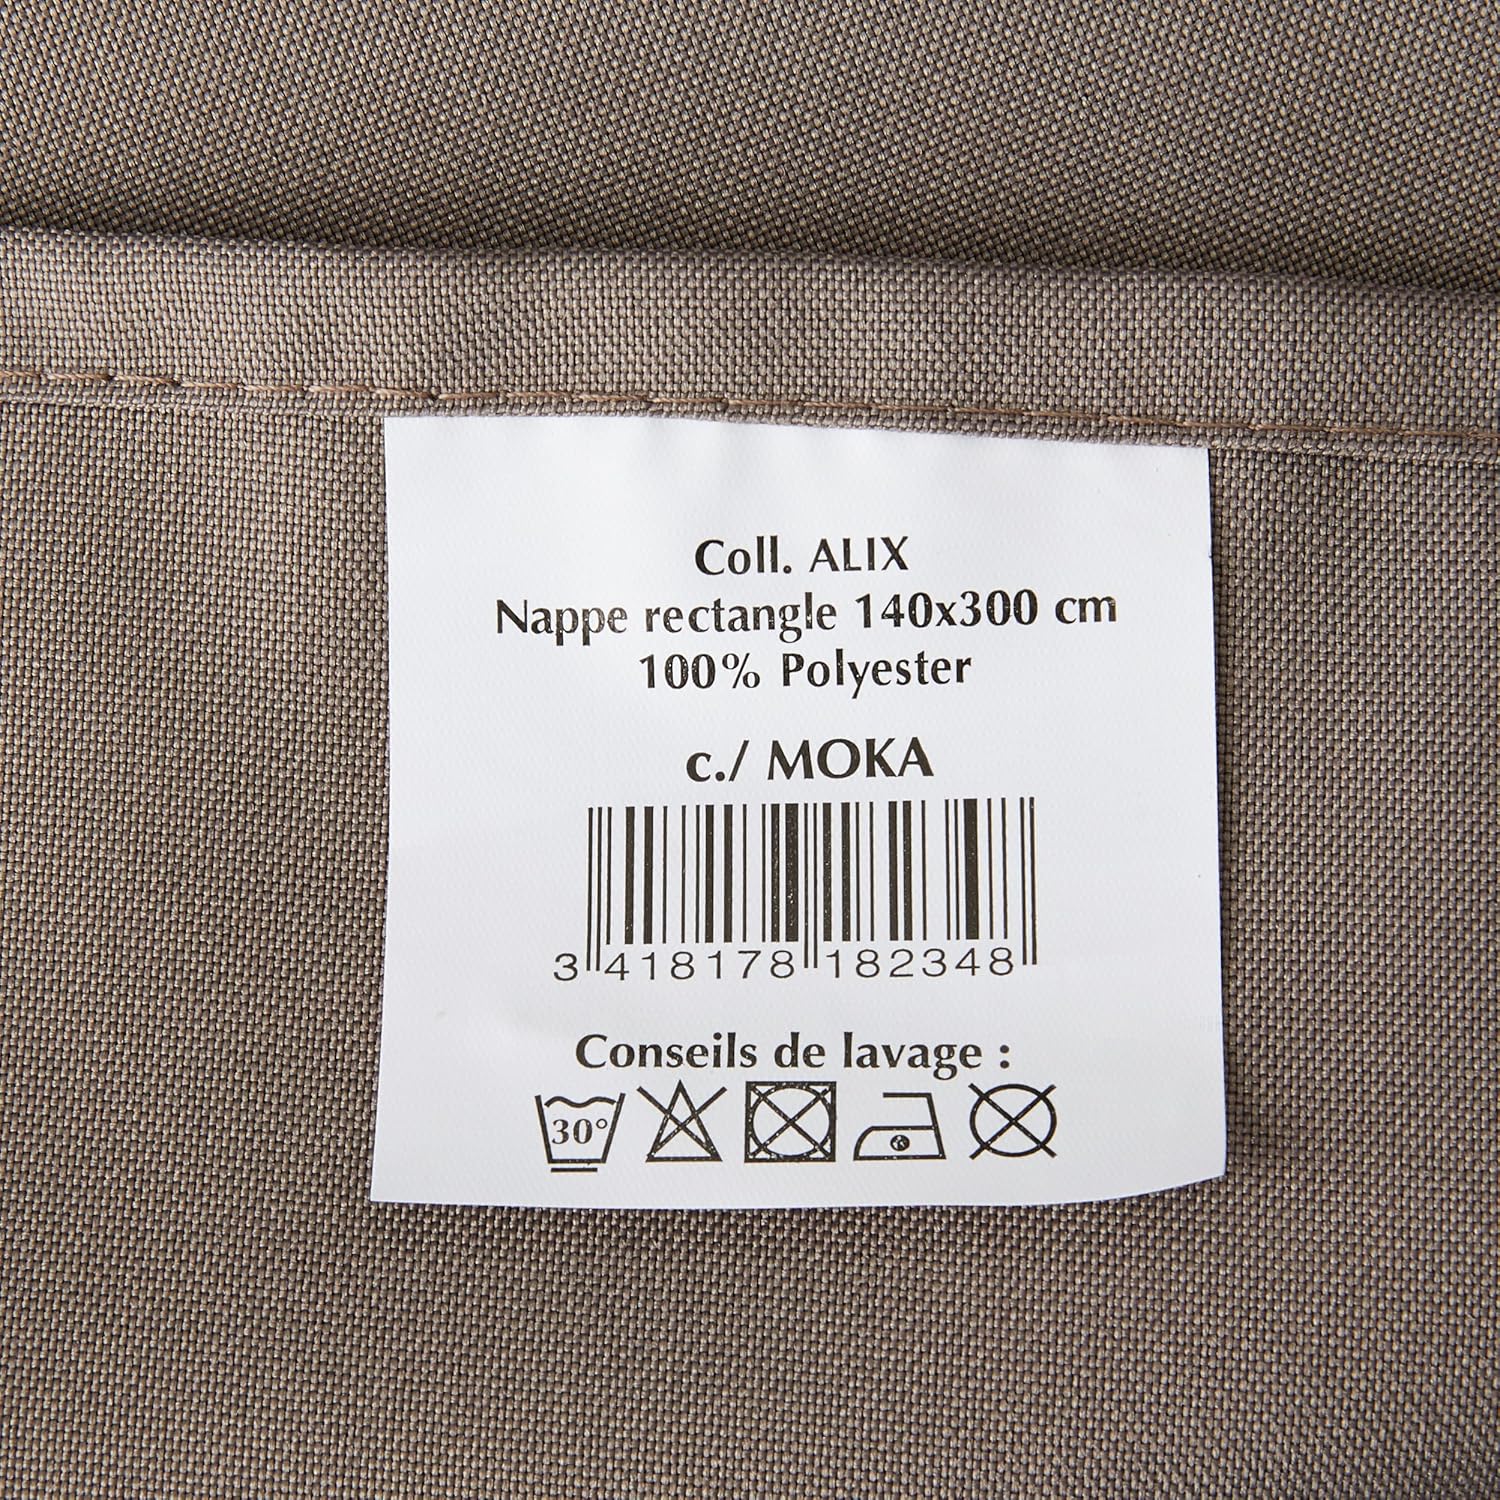 Coll. ALIX
Nappe rectangle 140x300 cm
100% Polyester
c./ MOKA
3 418178 182348
Conseils de lavage :
30°